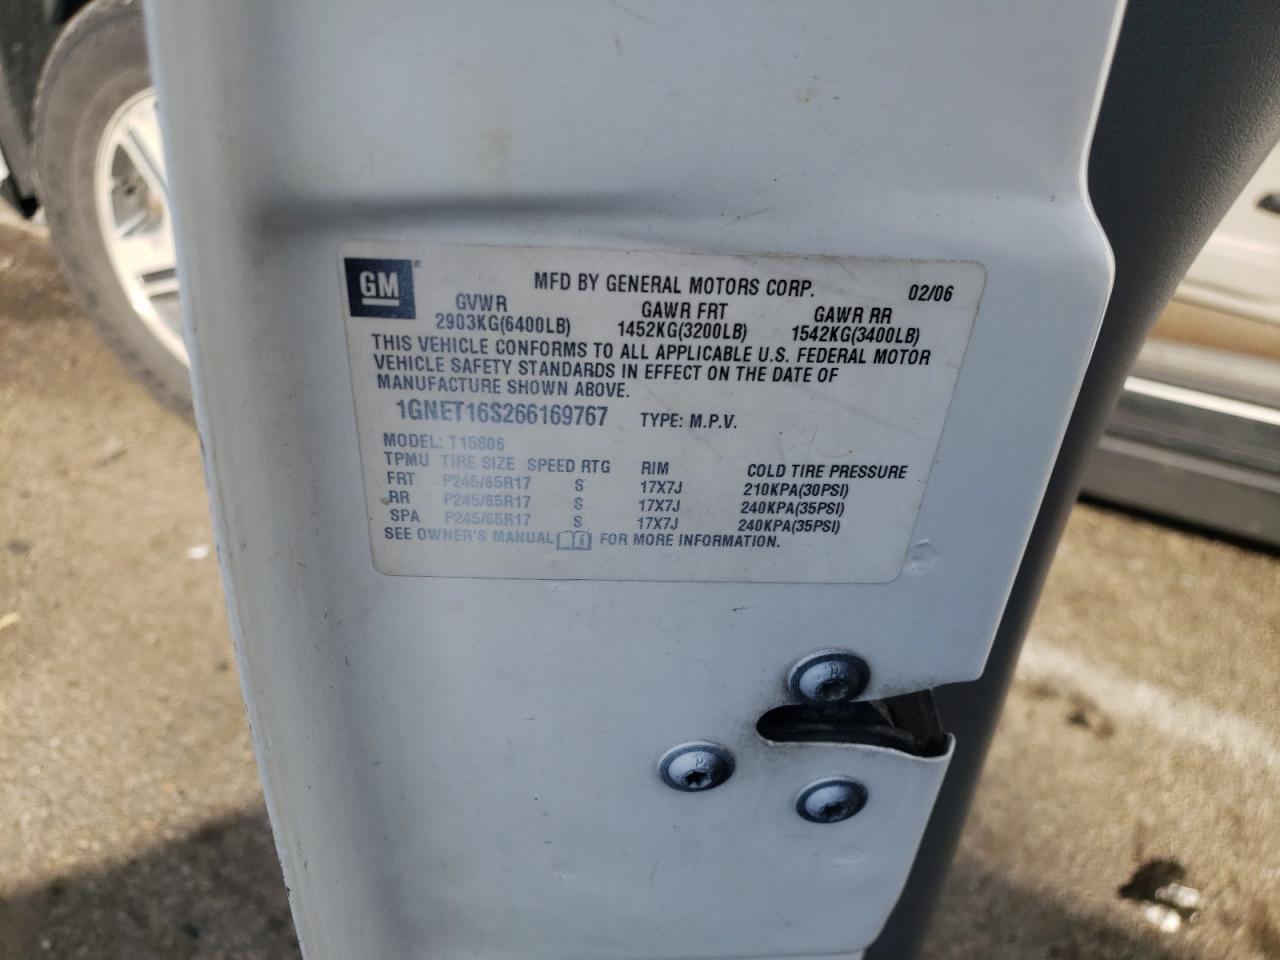 GM
MFD BY GENERAL MOTORS CORP. 02/06
GVWR GAWR FRT GAWR RR
2903KG(6400LB) 1452KG(3200LB) 1542KG(3400LB)
THIS VEHICLE CONFORMS TO ALL APPLICABLE U.S. FEDERAL MOTOR
VEHICLE SAFETY STANDARDS IN EFFECT ON THE DATE OF
MANUFACTURE SHOWN ABOVE.
1GNET16S266169767 TYPE: M.P.V.
MODEL: T15806
TPMU TIRE SIZE SPEED RTG RIM COLD TIRE PRESSURE
FRT P245/65R17 S 17X7J 210KPA(30PSI)
RR P245/65R17 S 17X7J 240KPA(35PSI)
SPA P245/65R17 S 17X7J 240KPA(35PSI)
SEE OWNER'S MANUAL FOR MORE INFORMATION.